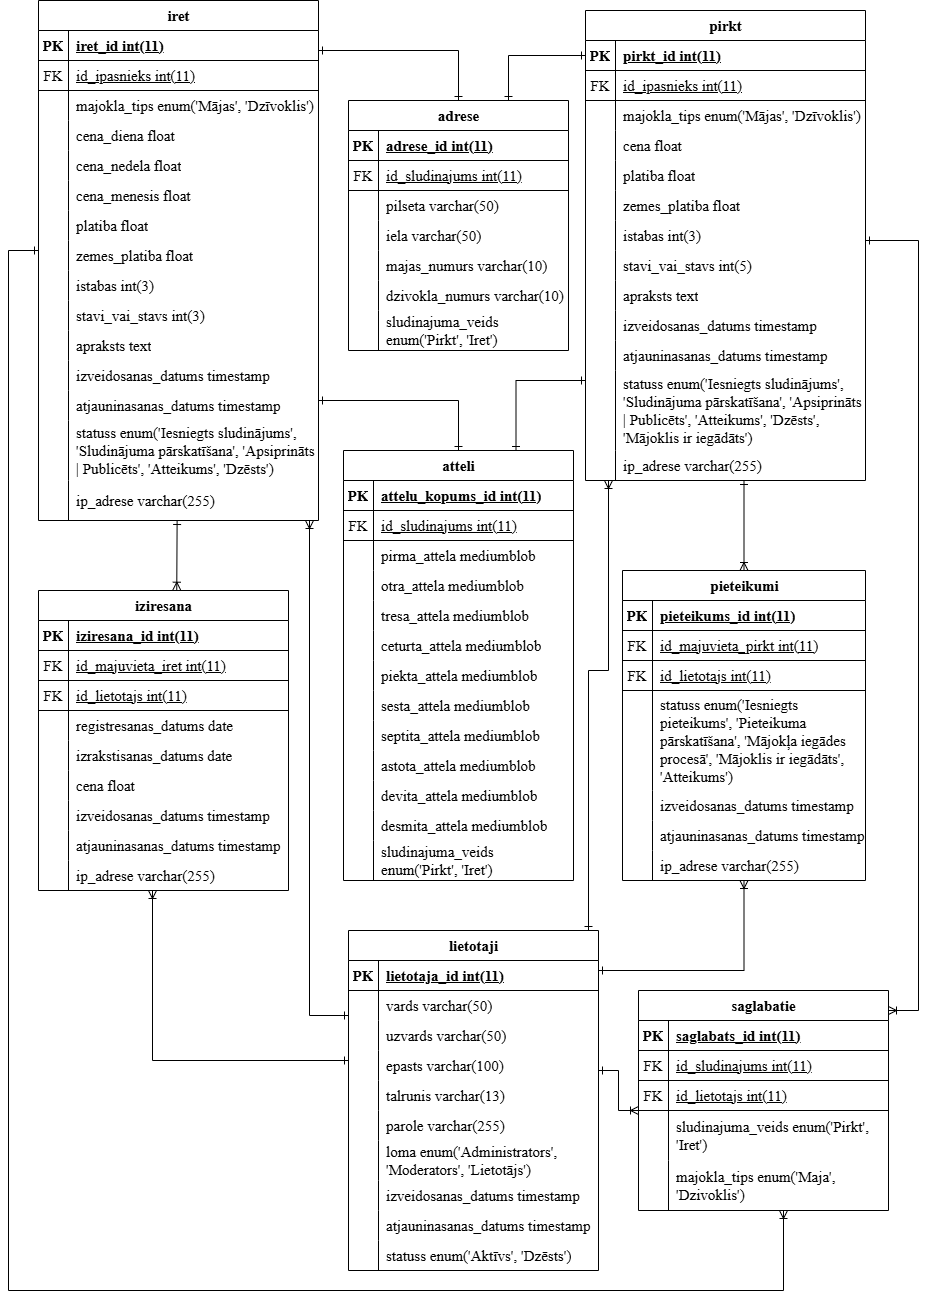 iret
PK iret_id int(11)
FK id_ipasnieks int(11)
majokla_tips enum('Mājas', 'Dzīvoklis')
cena_diena float
cena_nedela float
cena_menesis float
platiba float
zemes_platiba float
istabas int(3)
stavi_vai_stavs int(3)
apraksts text
izveidosanas_datums timestamp
atjauninasanas_datums timestamp
statuss enum('Iesniegts sludinājums',
'Sludinājuma pārskatīšana', 'Apsiprināts
| Publicēts', 'Atteikums', 'Dzēsts')
ip_adrese varchar(255)
adrese
PK adrese_id int(11)
FK id_sludinajums int(11)
pilseta varchar(50)
iela varchar(50)
majas_numurs varchar(10)
dzivokla_numurs varchar(10)
sludinajuma_veids
enum('Pirkt', 'Iret')
pirkt
PK pirkt_id int(11)
FK id_ipasnieks int(11)
majokla_tips enum('Mājas', 'Dzīvoklis')
cena float
platiba float
zemes_platiba float
istabas int(3)
stavi_vai_stavs int(5)
apraksts text
izveidosanas_datums timestamp
atjauninasanas_datums timestamp
statuss enum('Iesniegts sludinājums',
'Sludinājuma pārskatīšana', 'Apsiprināts
| Publicēts', 'Atteikums', 'Dzēsts',
'Mājoklis ir iegādāts')
ip_adrese varchar(255)
atteli
PK attelu_kopums_id int(11)
FK id_sludinajums int(11)
pirma_attela mediumblob
otra_attela mediumblob
tresa_attela mediumblob
ceturta_attela mediumblob
piekta_attela mediumblob
sesta_attela mediumblob
septita_attela mediumblob
astota_attela mediumblob
devita_attela mediumblob
desmita_attela mediumblob
sludinajuma_veids
enum('Pirkt', 'Iret')
iziresana
PK iziresana_id int(11)
FK id_majuvieta_iret int(11)
FK id_lietotajs int(11)
registresanas_datums date
izrakstisanas_datums date
cena float
izveidosanas_datums timestamp
atjauninasanas_datums timestamp
ip_adrese varchar(255)
pieteikumi
PK pieteikums_id int(11)
FK id_majuvieta_pirkt int(11)
FK id_lietotajs int(11)
statuss enum('Iesniegts
pieteikums', 'Pieteikuma
pārskatīšana', 'Mājokļa iegādes
procesā', 'Mājoklis ir iegādāts',
'Atteikums')
izveidosanas_datums timestamp
atjauninasanas_datums timestamp
ip_adrese varchar(255)
lietotaji
PK lietotaja_id int(11)
vards varchar(50)
uzvards varchar(50)
epasts varchar(100)
talrunis varchar(13)
parole varchar(255)
loma enum('Administrators',
'Moderators', 'Lietotājs')
izveidosanas_datums timestamp
atjauninasanas_datums timestamp
statuss enum('Aktīvs', 'Dzēsts')
saglabatie
PK saglabats_id int(11)
FK id_sludinajums int(11)
FK id_lietotajs int(11)
sludinajuma_veids enum('Pirkt',
'Iret')
majokla_tips enum('Maja',
'Dzivoklis')